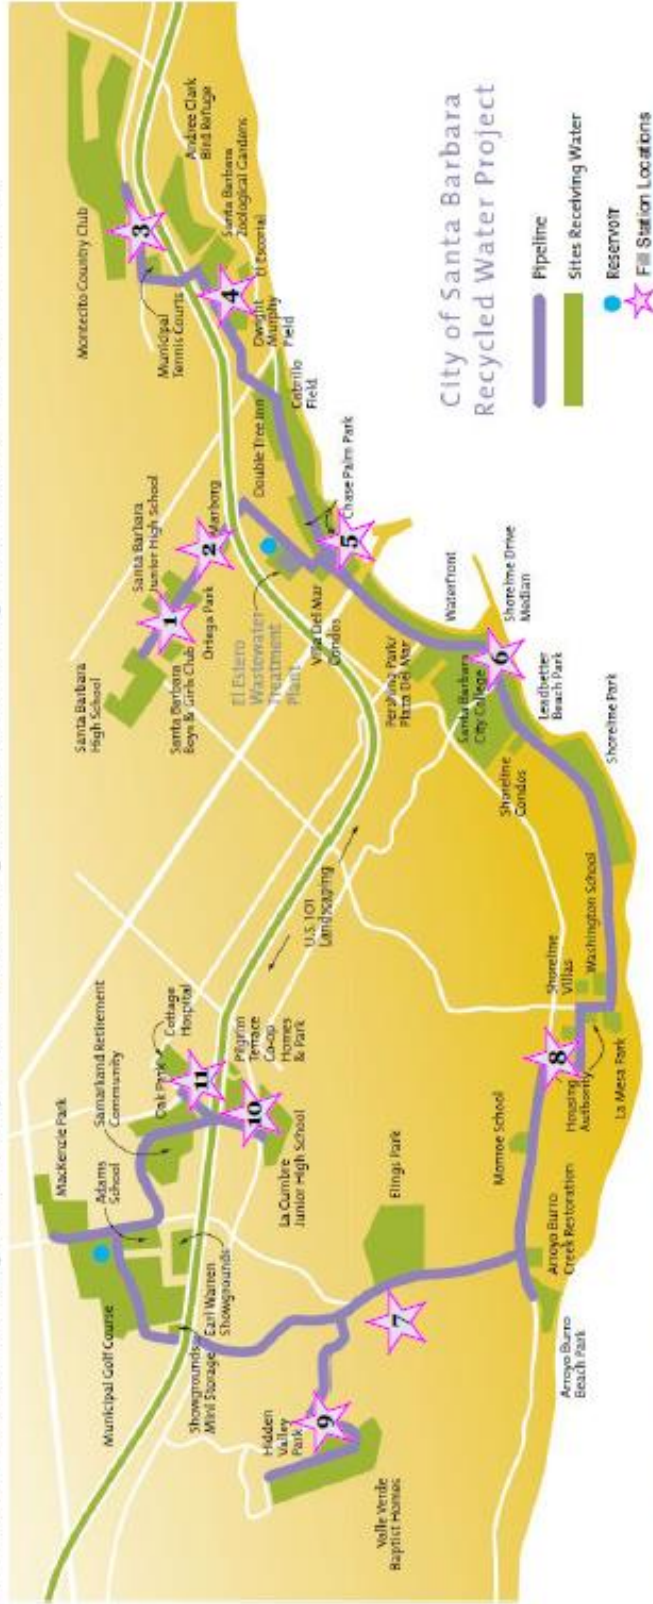 Montecito Country Club
Andree Clark
Bird Refuge
Santa Barbara
Zoological Gardens
El Escorial
Municipal
Tennis Courts
Dwight
Murphy
Field
Cabrillo
Field
Double Tree Inn
Chase Palm Park
Santa Barbara
Junior High School
Marborg
Ortega Park
Santa Barbara
High School
Santa Barbara
Boys & Girls Club
El Estero
Wastewater
Treatment
Plant
Villa Del Mar
Condos
Pershing Park/
Plaza Del Mar
Waterfront
Santa Barbara
City College
Shoreline Drive
Median
Leadbetter
Beach Park
Shoreline
Condos
Shoreline Park
U.S. 101
Landscaping
Washington School
Shoreline
Villas
La Mesa Park
Housing
Authority
Monroe School
Cottage
Hospital
Oak Park
Samarkand Retirement
Community
Pilgrim
Terrace
Co-op
Homes
& Park
La Cumbre
Junior High School
MacKenzie Park
Adams
School
Municipal Golf Course
Earl Warren
Showgrounds
Showgrounds
Mini Storage
Elings Park
Arroyo Burro
Creek Restoration
Arroyo Burro
Beach Park
Hidden
Valley
Park
Valle Verde
Baptist Homes
1
2
3
4
5
6
7
8
9
10
11
City of Santa Barbara
Recycled Water Project
Pipeline
Sites Receiving Water
Reservoir
Fill Station Locations